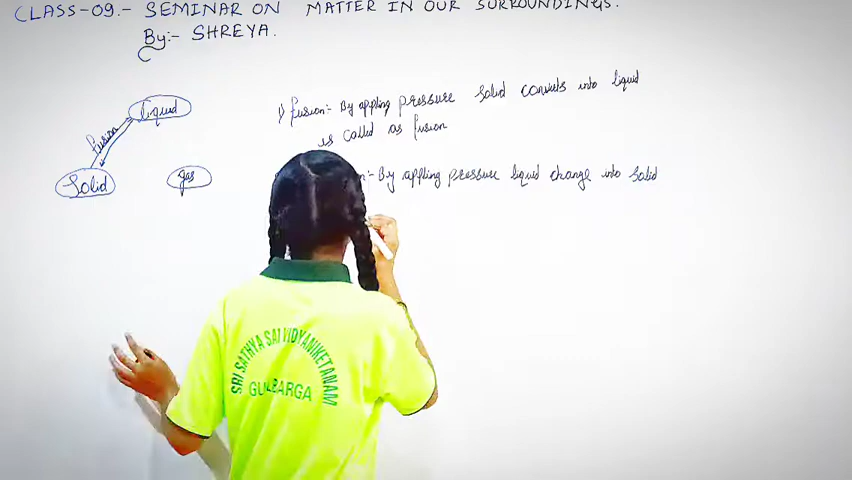 CLASS-09.- SEMINAR ON MATTER IN OUR SURROUNDINGS.
By:- SHREYA.
liquid
fusion
Solid
gas
1) fusion:- By appling pressure solid converts into liquid
is called as fusion
:- By appling pressure liquid change into solid
SRI SATHYA SAI VIDYANIKETANAM
GULBARGA